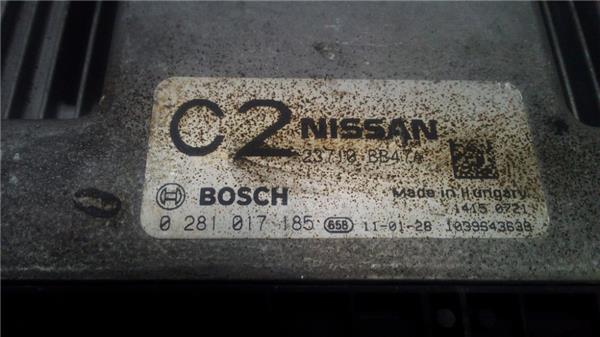 C2 NISSAN
23710 BB47A
BOSCH Made in Hungary
1415 0721
0 281 017 185 658 11-01-28 1039S43639